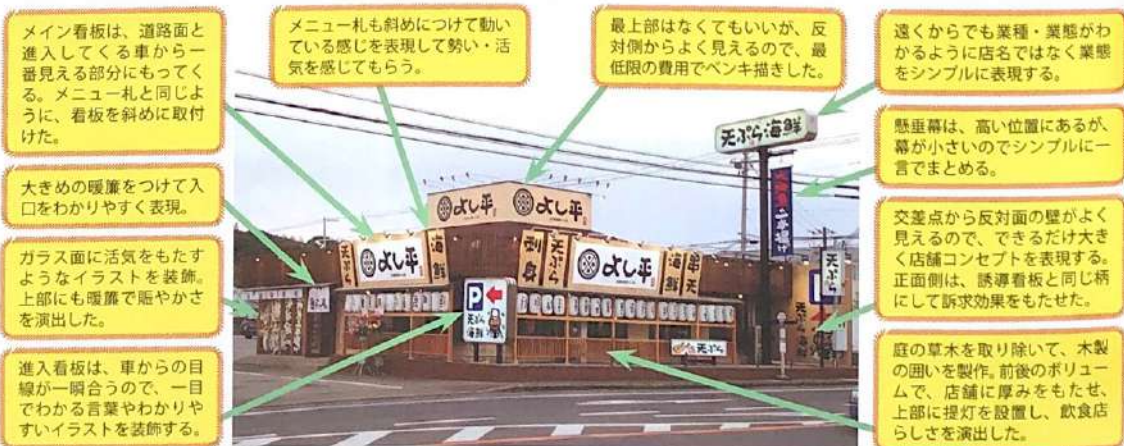 メイン看板は、道路面と
進入してくる車から一
番見える部分にもってく
る。メニュー札と同じよ
うに、看板を斜めに取付
けた。
大きめの暖簾をつけて入
口をわかりやすく表現。
ガラス面に活気をもたす
ようなイラストを装飾。
上部にも暖簾で賑やかさ
を演出した。
進入看板は、車からの目
線が一瞬合うので、一目
でわかる言葉やわかりや
すいイラストを装飾する。
メニュー札も斜めにつけて動い
ている感じを表現して勢い・活
気を感じてもらう。
最上部はなくてもいいが、反
対側からよく見えるので、最
低限の費用でペンキ描きした。
遠くからでも業種・業態がわ
かるように店名ではなく業態
をシンプルに表現する。
懸垂幕は、高い位置にあるが、
幕が小さいのでシンプルに一
言でまとめる。
交差点から反対面の壁がよく
見えるので、できるだけ大き
く店舗コンセプトを表現する。
正面側は、誘導看板と同じ柄
にして訴求効果をもたせた。
庭の草木を取り除いて、木製
の囲いを製作。前後のボリュー
ムで、店舗に厚みをもたせ、
上部に提灯を設置し、飲食店
らしさを演出した。
天ぷら海鮮
よし平
よし平
天ぷら
よし平
海鮮
刺身
天ぷら
よし平
海鮮
串天
P
天ぷら
海鮮
天ぷら
天ぷら
P